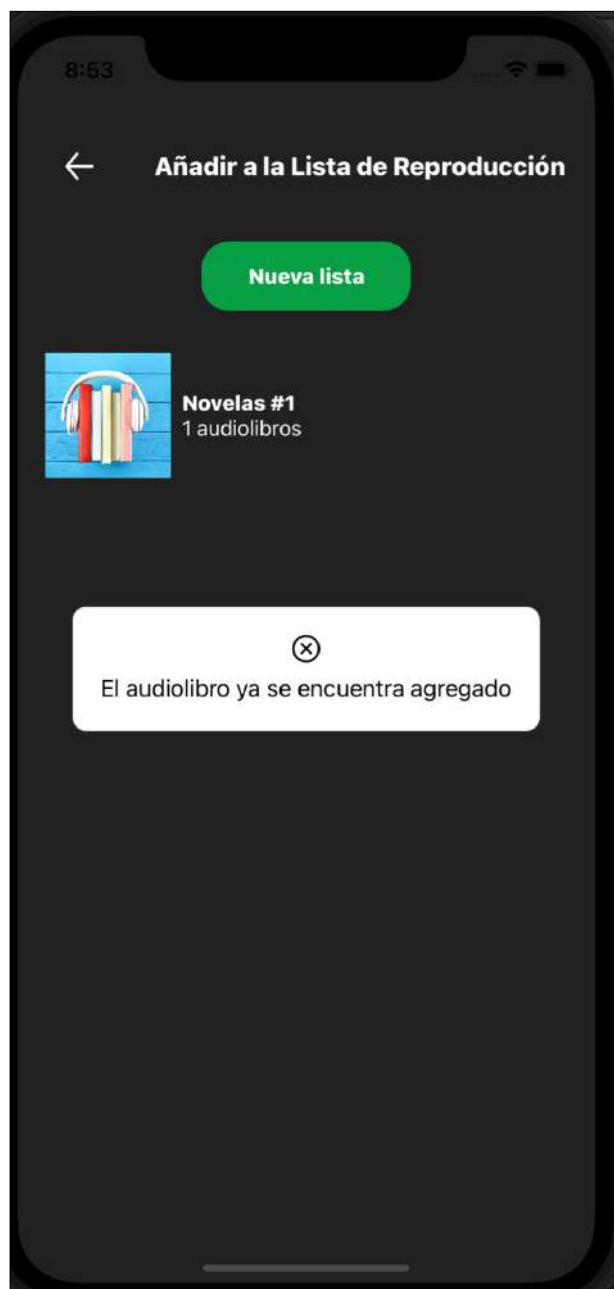 8:53
Añadir a la Lista de Reproducción
Nueva lista
Novelas #1
1 audiolibros
El audiolibro ya se encuentra agregado